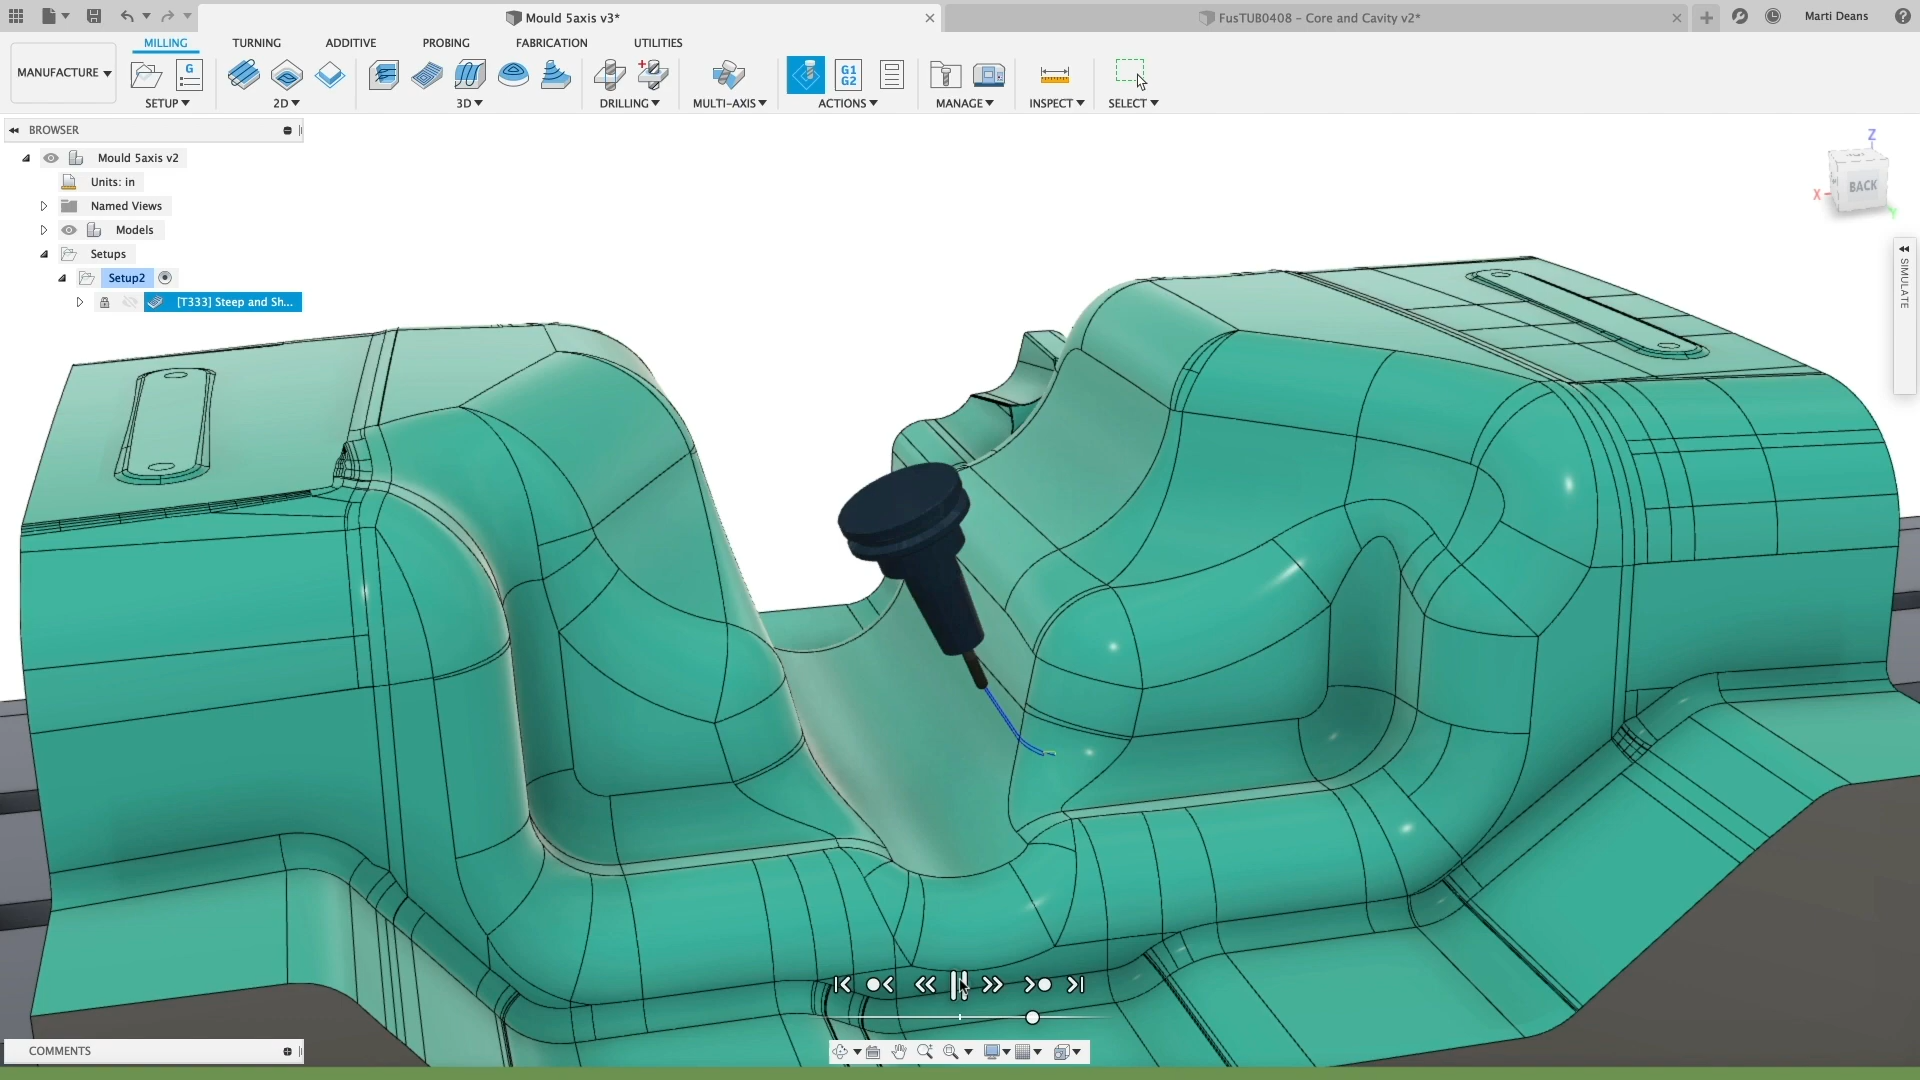 Mould 5axis v3*
FusTUB0408 – Core and Cavity v2*
Marti Deans
MILLING
TURNING
ADDITIVE
PROBING
FABRICATION
UTILITIES
MANUFACTURE
G
G1
G2
SETUP
2D
3D
DRILLING
MULTI-AXIS
ACTIONS
MANAGE
INSPECT
SELECT
BROWSER
Mould 5axis v2
Units: in
Named Views
Models
Setups
Setup2
[T333] Steep and Sh...
Z
X
BACK
Y
SIMULATE
COMMENTS